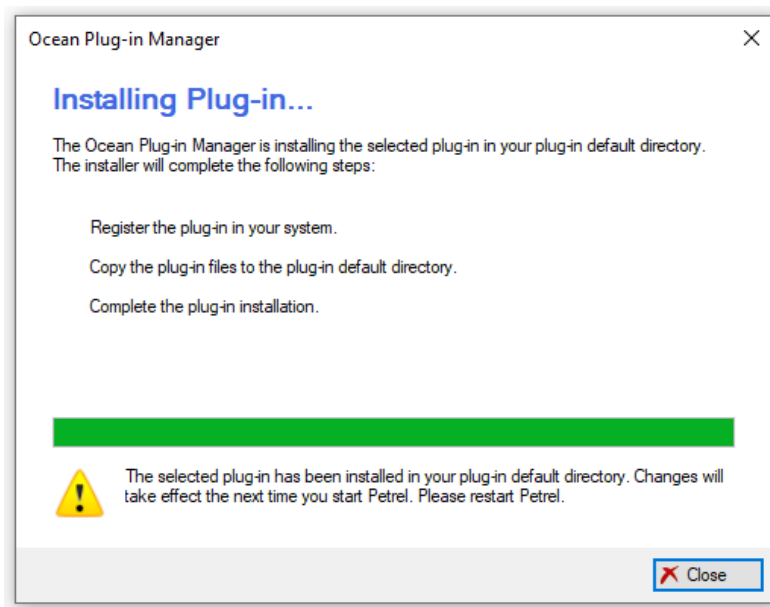 Ocean Plug-in Manager
Installing Plug-in...
The Ocean Plug-in Manager is installing the selected plug-in in your plug-in default directory.
The installer will complete the following steps:
Register the plug-in in your system.
Copy the plug-in files to the plug-in default directory.
Complete the plug-in installation.
The selected plug-in has been installed in your plug-in default directory. Changes will
take effect the next time you start Petrel. Please restart Petrel.
Close